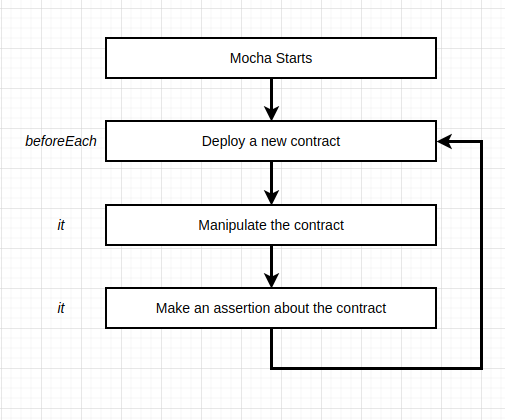 Mocha Starts
beforeEach
Deploy a new contract
it
Manipulate the contract
it
Make an assertion about the contract